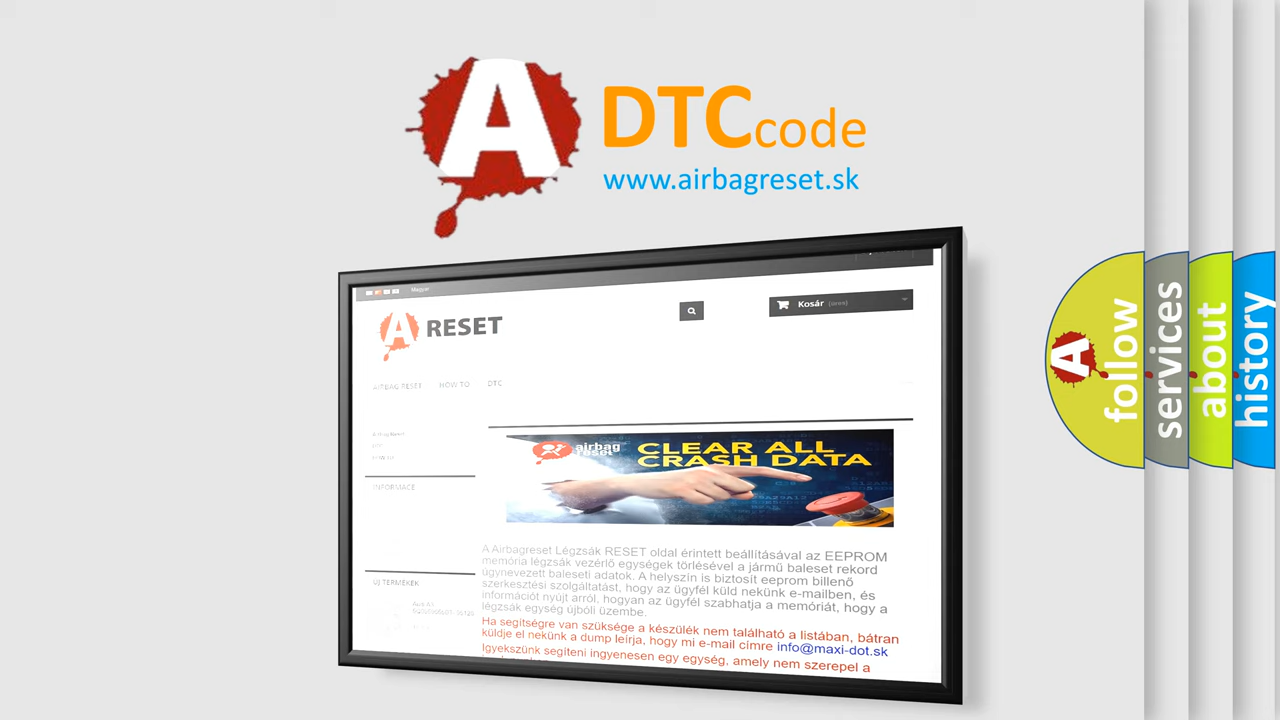 A
DTCcode
www.airbagreset.sk
Magyar
A RESET
Kosár (üres)
AIRBAG RESET HOW TO DTC
INFORMACE
airbag
reset
CLEAR ALL
CRASH DATA
A Airbagreset Légzsák RESET oldal érintett beállításával az EEPROM
memória légzsák vezérlő egységek törlésével a jármű baleset rekord
úgynevezett baleseti adatok. A helyszín is biztosít eeprom billenő
szerkesztési szolgáltatást, hogy az ügyfél küld nekünk e-mailben, és
információt nyújt arról, hogyan az ügyfél szabhatja a memóriát, hogy a
légzsák egység újbóli üzembe.
Ha segítségre van szüksége a készülék nem található a listában, bátran
küldje el nekünk a dump leírja, hogy mi e-mail címre info@maxi-dot.sk
Igyekszünk segíteni ingyenesen egy egység, amely nem szerepel a
ÚJ TERMÉKEK
A
follow
services
about
history